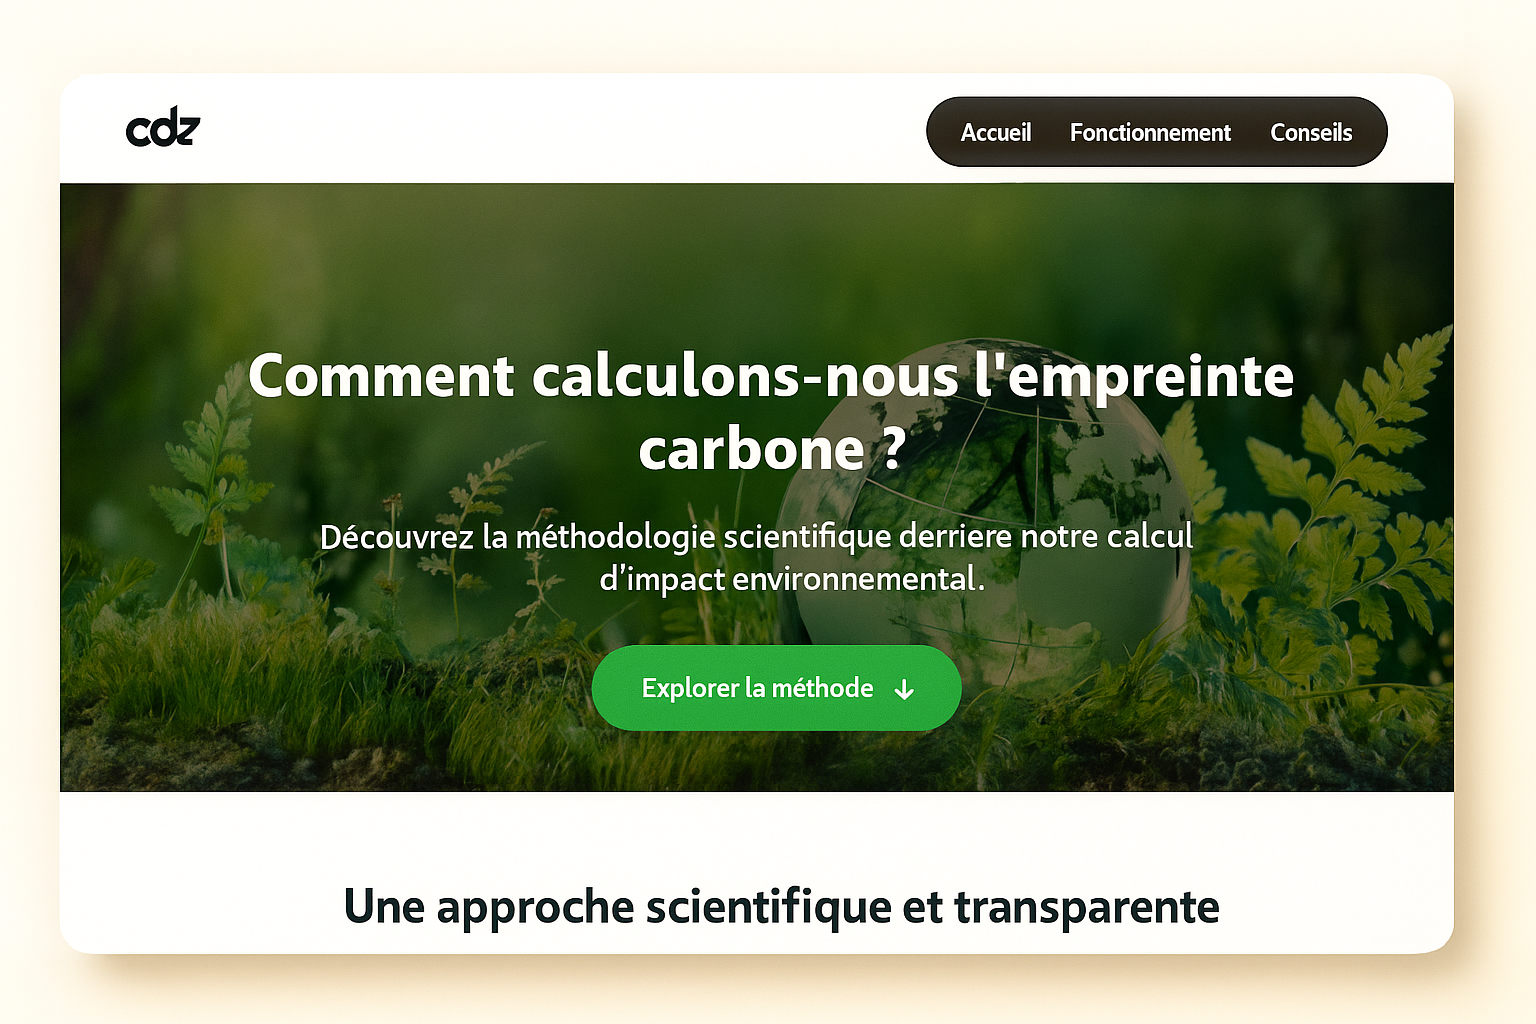 cdz
Accueil Fonctionnement Conseils
Comment calculons-nous l'empreinte
carbone ?
Découvrez la méthodologie scientifique derriere notre calcul
d’impact environnemental.
Explorer la méthode ↓
Une approche scientifique et transparente